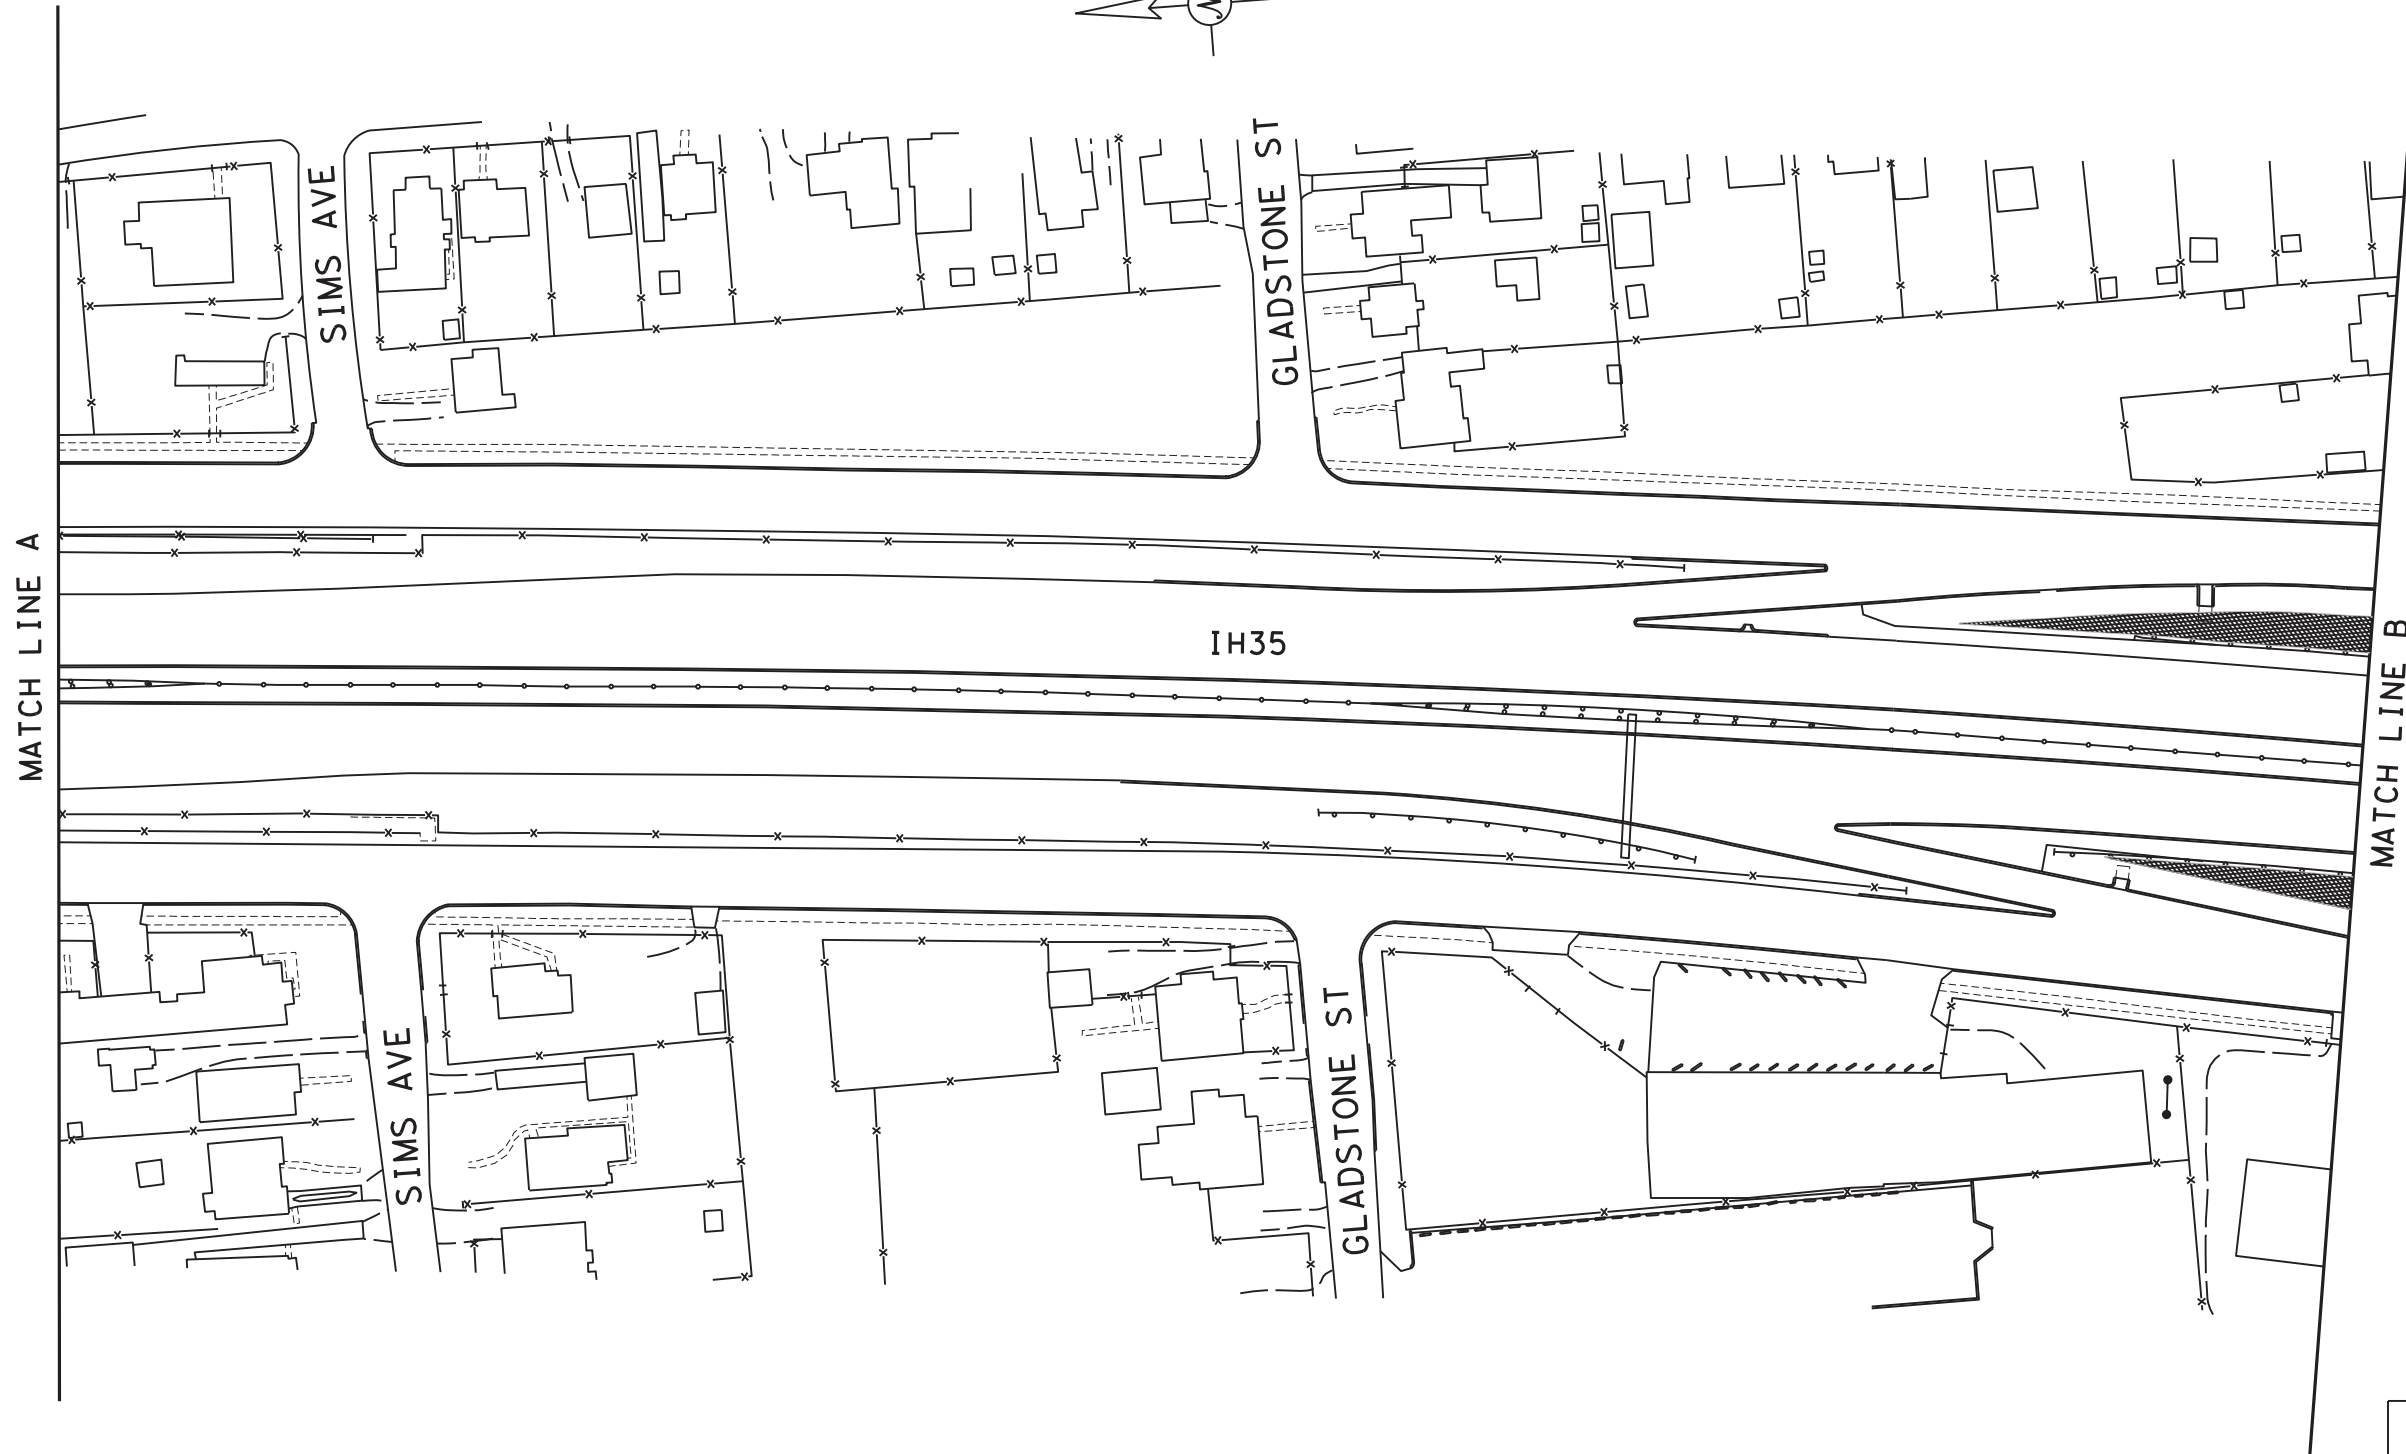 SIMS AVE
GLADSTONE ST
MATCH LINE A
IH35
MATCH LINE B
SIMS AVE
GLADSTONE ST